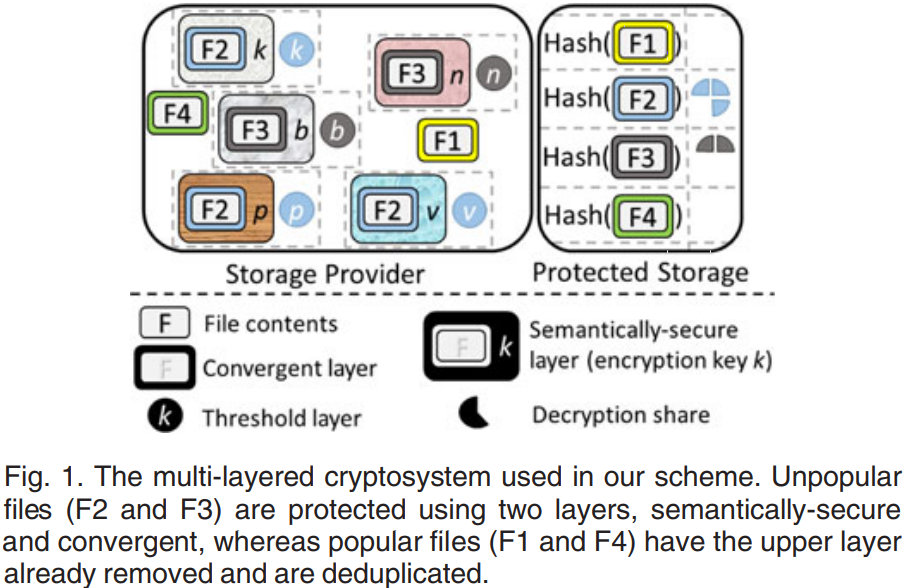 F2 k k
F3 n n
F4
F3 b b
F1
F2 p p
F2 v v
Storage Provider
Hash( F1 )
Hash( F2 )
Hash( F3 )
Hash( F4 )
Protected Storage
F File contents
F Convergent layer
k Threshold layer
F k Semantically-secure
layer (encryption key k)
Decryption share
Fig. 1. The multi-layered cryptosystem used in our scheme. Unpopular
files (F2 and F3) are protected using two layers, semantically-secure
and convergent, whereas popular files (F1 and F4) have the upper layer
already removed and are deduplicated.